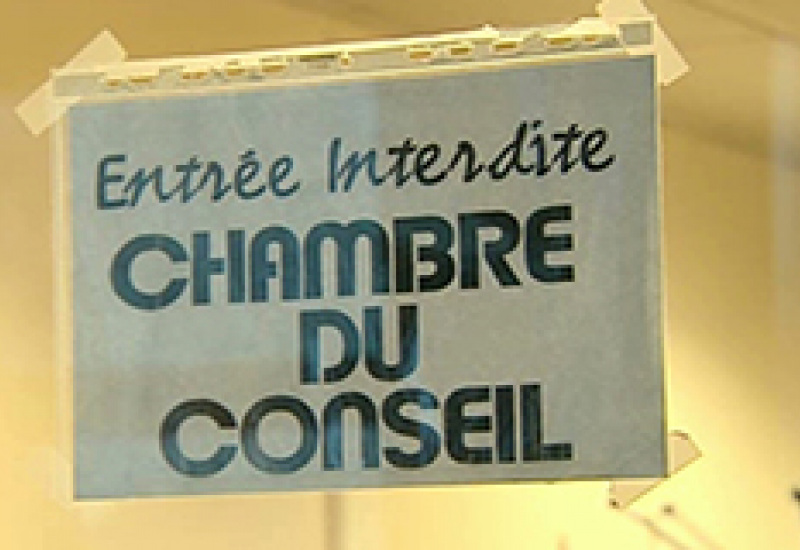 Entrée Interdite
CHAMBRE
DU
CONSEIL